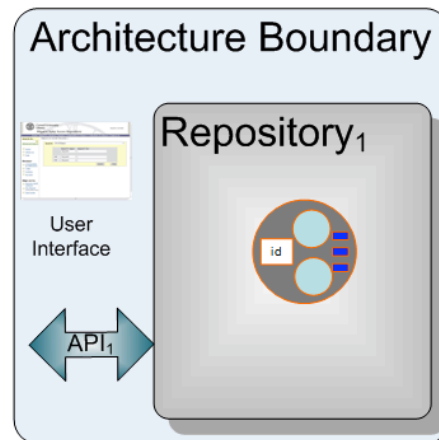 Architecture Boundary
Repository₁
User
Interface
id
API₁